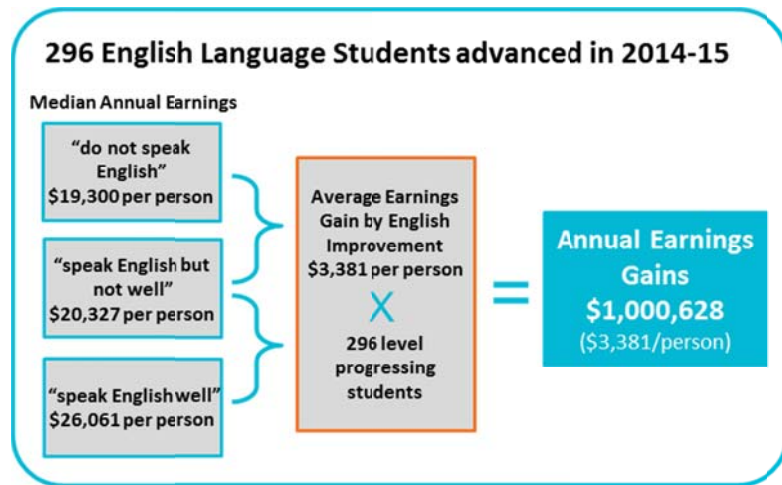 296 English Language Students advanced in 2014-15
Median Annual Earnings
“do not speak
English”
$19,300 per person
“speak English but
not well”
$20,327 per person
“speak English well”
$26,061 per person
Average Earnings
Gain by English
Improvement
$3,381 per person
X
296 level
progressing
students
=
Annual Earnings
Gains
$1,000,628
($3,381/person)